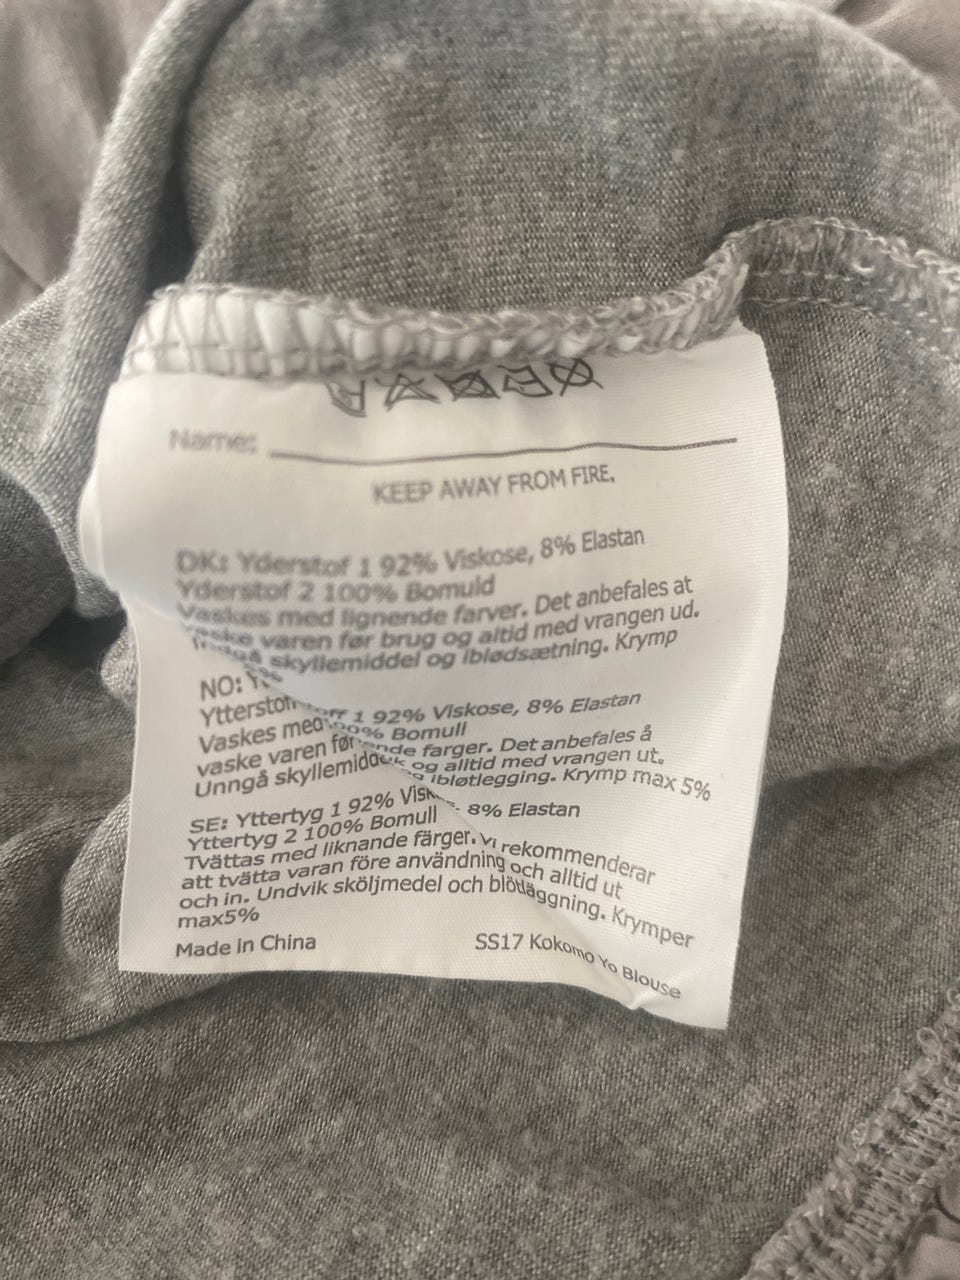 Name:
KEEP AWAY FROM FIRE.
DK: Yderstof 1 92% Viskose, 8% Elastan
Yderstof 2 100% Bomuld
Vaskes med lignende farver. Det anbefales at
vaske varen før brug og altid med vrangen ud.
skyllemiddel og iblødsætning. Krymp
NO:
1 92% Viskose, 8% Elastan
Ytterstoff 100% Bomull
Vaskes med farger. Det anbefales å
vaske varen før og alltid med vrangen ut.
Unngå skyllemiddel og ibløtlegging. Krymp max 5%
SE: Yttertyg 1 92% 8% Elastan
Yttertyg 2 100% Bomull
Tvättas med liknande färger. Vi rekommenderar
att tvätta varan före användning och alltid ut
och in. Undvik sköljmedel och blötläggning. Krymper
max5%
Made in China SS17 Kokomo Yo Blouse